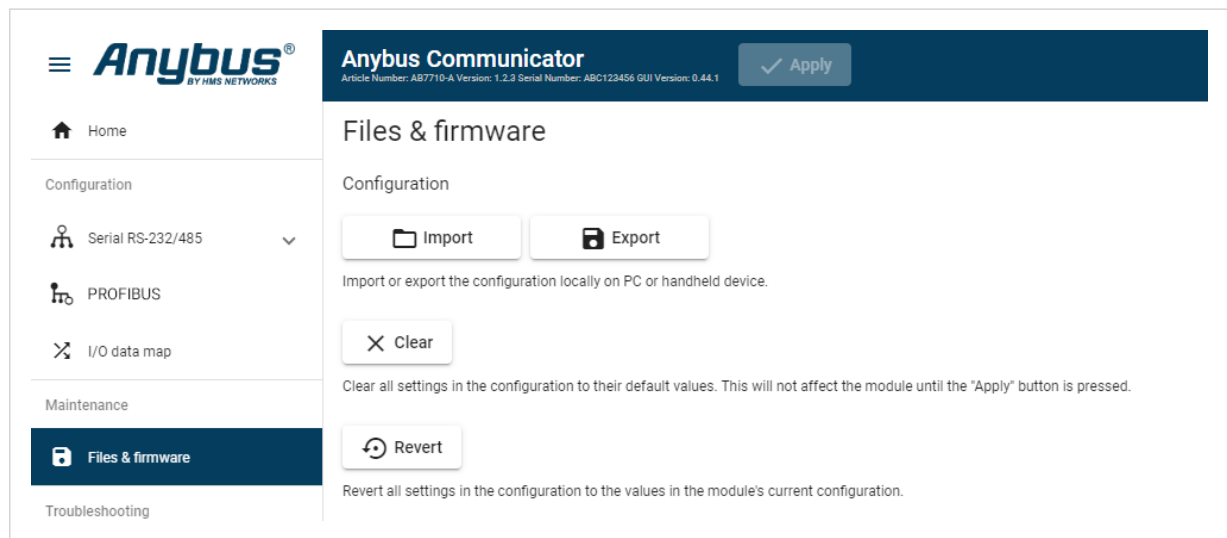 Anybus®
BY HMS NETWORKS
Anybus Communicator
Article Number: AB7710-A Version: 1.2.3 Serial Number: ABC123456 GUI Version: 0.44.1
Apply
Home
Configuration
Serial RS-232/485
PROFIBUS
I/O data map
Maintenance
Files & firmware
Troubleshooting
Files & firmware
Configuration
Import
Export
Import or export the configuration locally on PC or handheld device.
Clear
Clear all settings in the configuration to their default values. This will not affect the module until the "Apply" button is pressed.
Revert
Revert all settings in the configuration to the values in the module's current configuration.